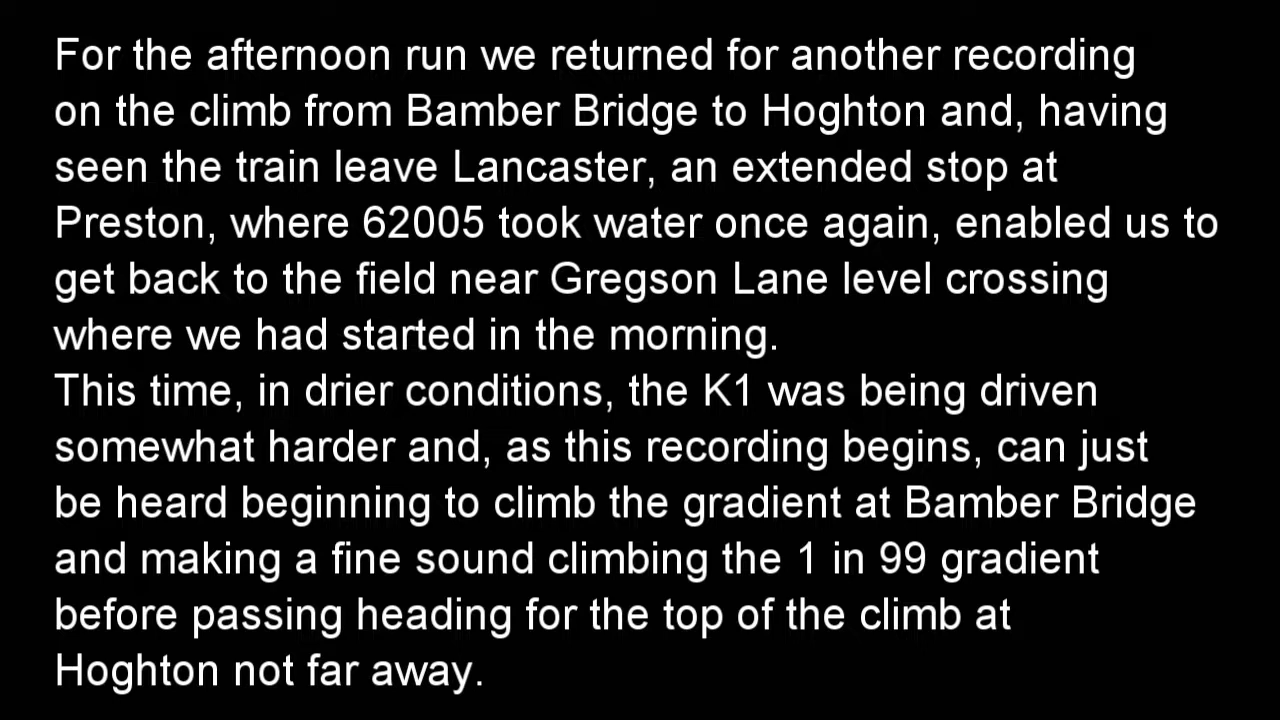 For the afternoon run we returned for another recording
on the climb from Bamber Bridge to Hoghton and, having
seen the train leave Lancaster, an extended stop at
Preston, where 62005 took water once again, enabled us to
get back to the field near Gregson Lane level crossing
where we had started in the morning.
This time, in drier conditions, the K1 was being driven
somewhat harder and, as this recording begins, can just
be heard beginning to climb the gradient at Bamber Bridge
and making a fine sound climbing the 1 in 99 gradient
before passing heading for the top of the climb at
Hoghton not far away.